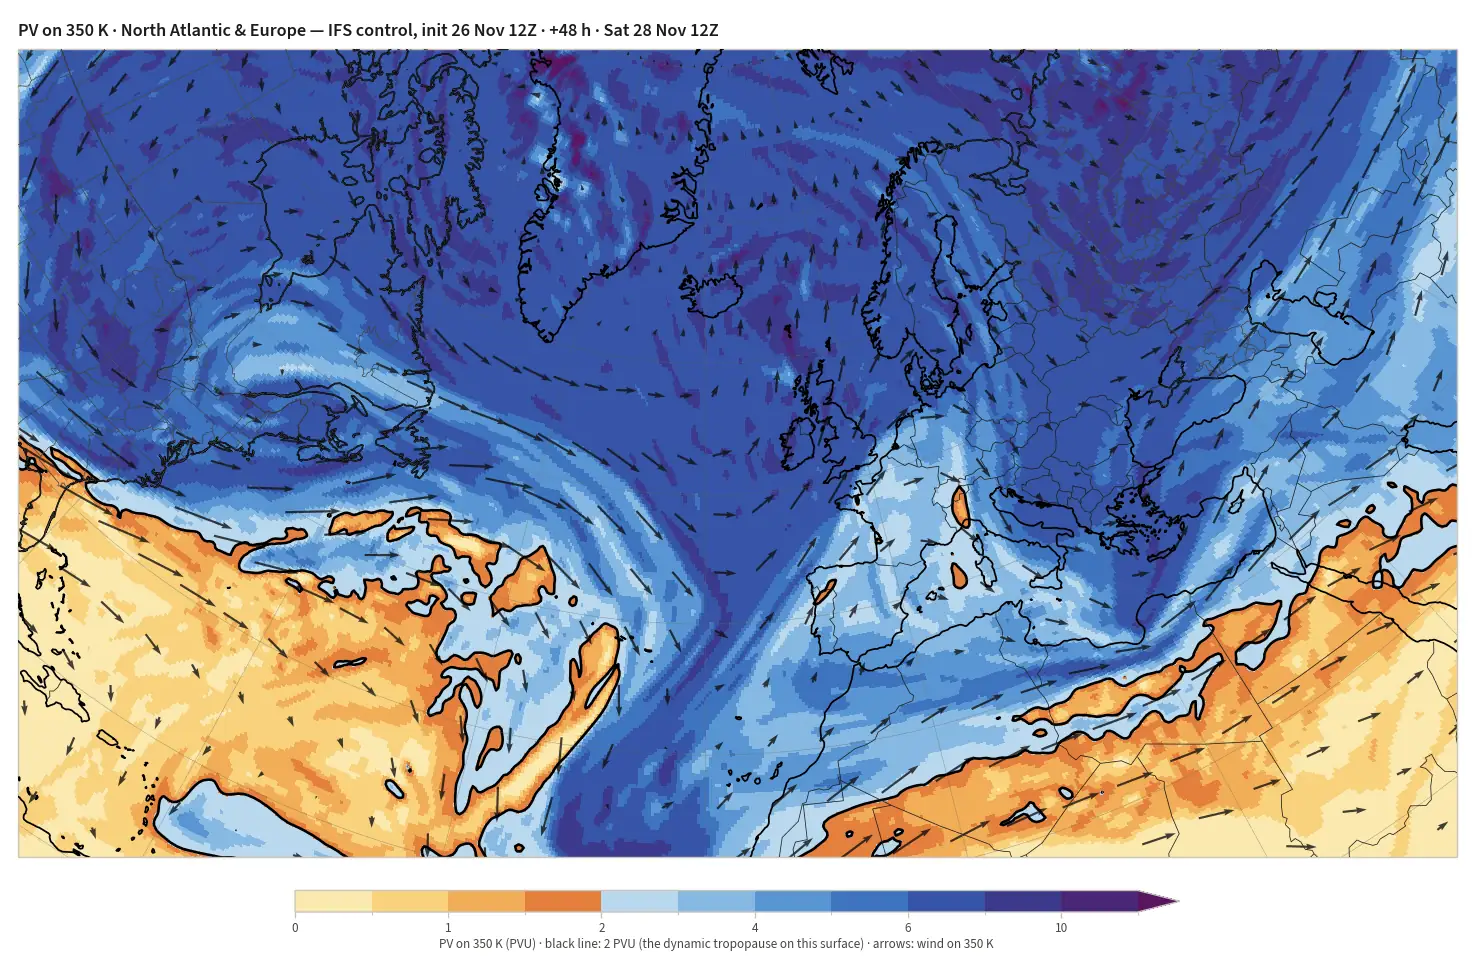 PV on 350 K · North Atlantic & Europe — IFS control, init 26 Nov 12Z · +48 h · Sat 28 Nov 12Z
0 1 2 4 6 10
PV on 350 K (PVU) · black line: 2 PVU (the dynamic tropopause on this surface) · arrows: wind on 350 K